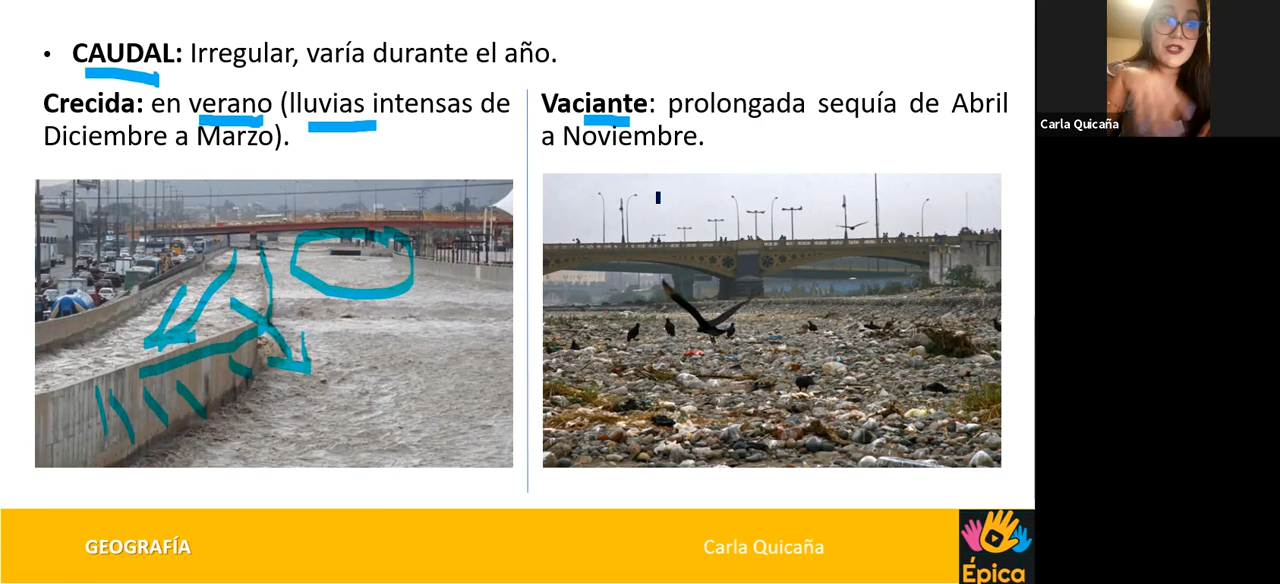 • CAUDAL: Irregular, varía durante el año.
Crecida: en verano (lluvias intensas de
Diciembre a Marzo).
Vaciante: prolongada sequía de Abril
a Noviembre.
Carla Quicaña
GEOGRAFÍA
Carla Quicaña
Épica